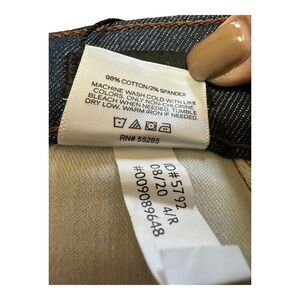 98% COTTON/2% SPANDEX
MACHINE WASH COLD WITH LIKE
COLORS. ONLY NON-CHLORINE
BLEACH WHEN NEEDED. TUMBLE
DRY LOW. WARM IRON IF NEEDED.
RN# 55285
ID#5792
08/20 4/R
#009089648